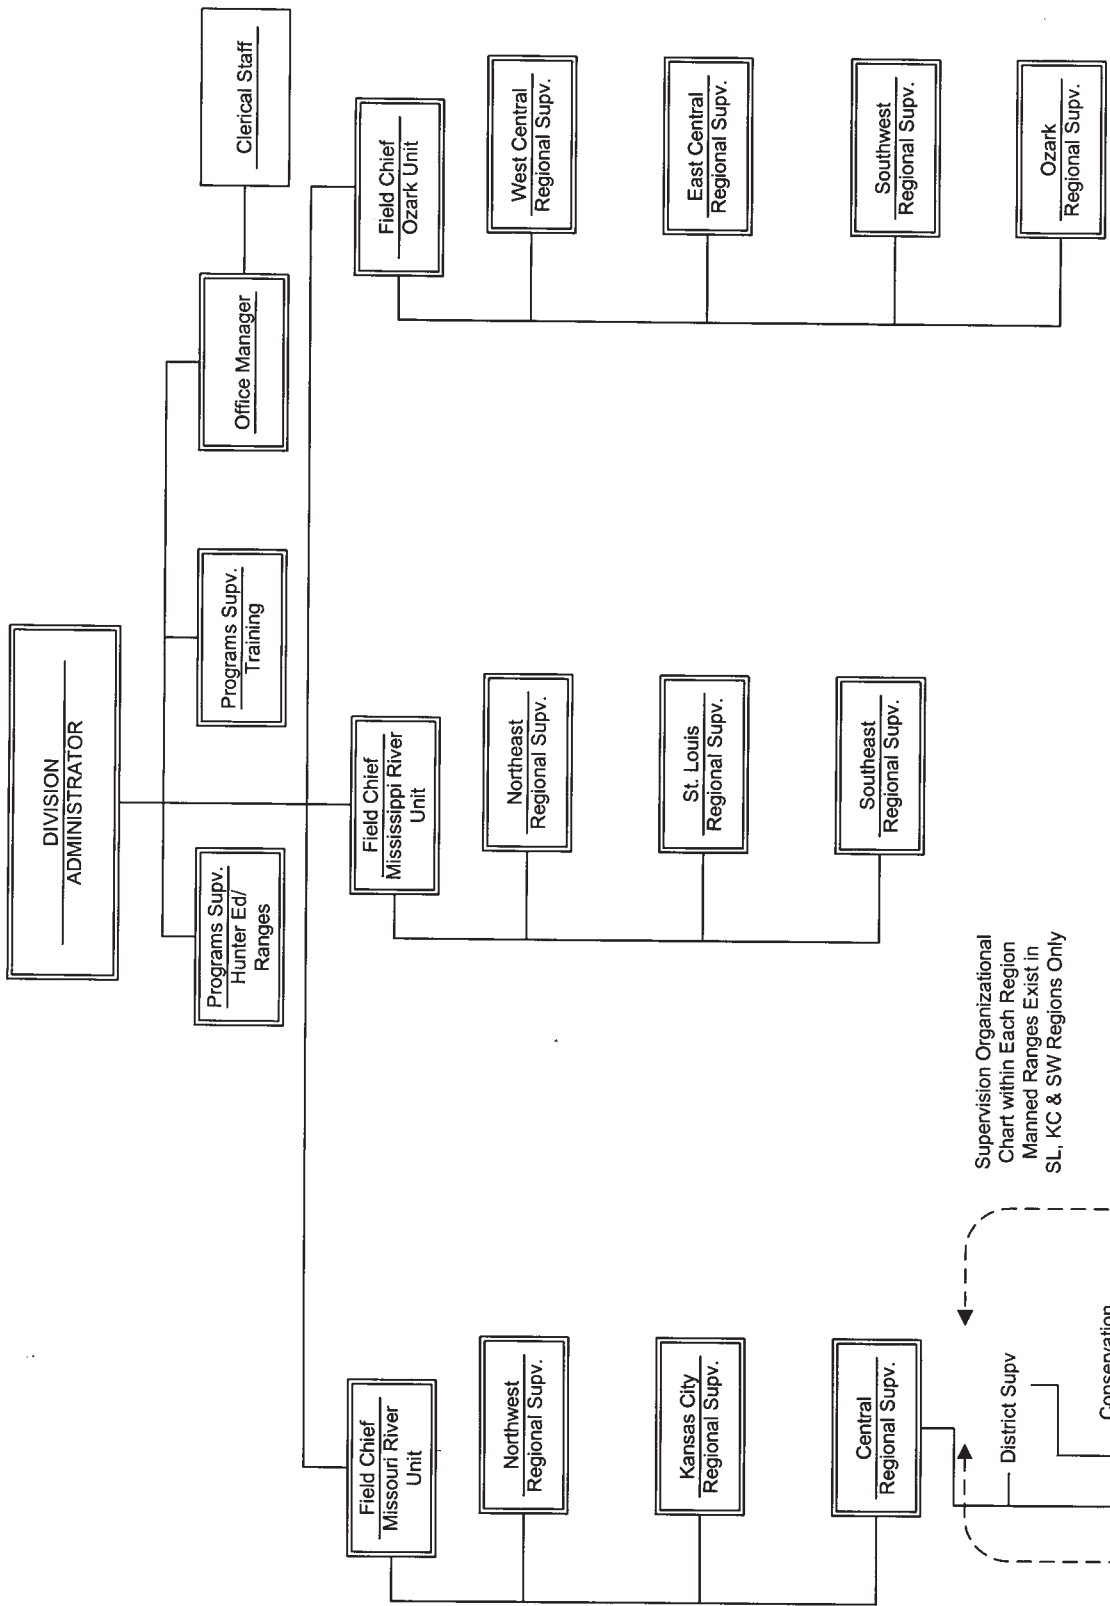 DIVISION
ADMINISTRATOR
Programs Supv.
Hunter Ed/
Ranges
Programs Supv.
Training
Office Manager
Clerical Staff
Field Chief
Missouri River
Unit
Northwest
Regional Supv.
Kansas City
Regional Supv.
Central
Regional Supv.
District Supv
Conservation
Supervision Organizational
Chart within Each Region
Manned Ranges Exist in
SL, KC & SW Regions Only
Field Chief
Mississippi River
Unit
Northeast
Regional Supv.
St. Louis
Regional Supv.
Southeast
Regional Supv.
Field Chief
Ozark Unit
West Central
Regional Supv.
East Central
Regional Supv.
Southwest
Regional Supv.
Ozark
Regional Supv.